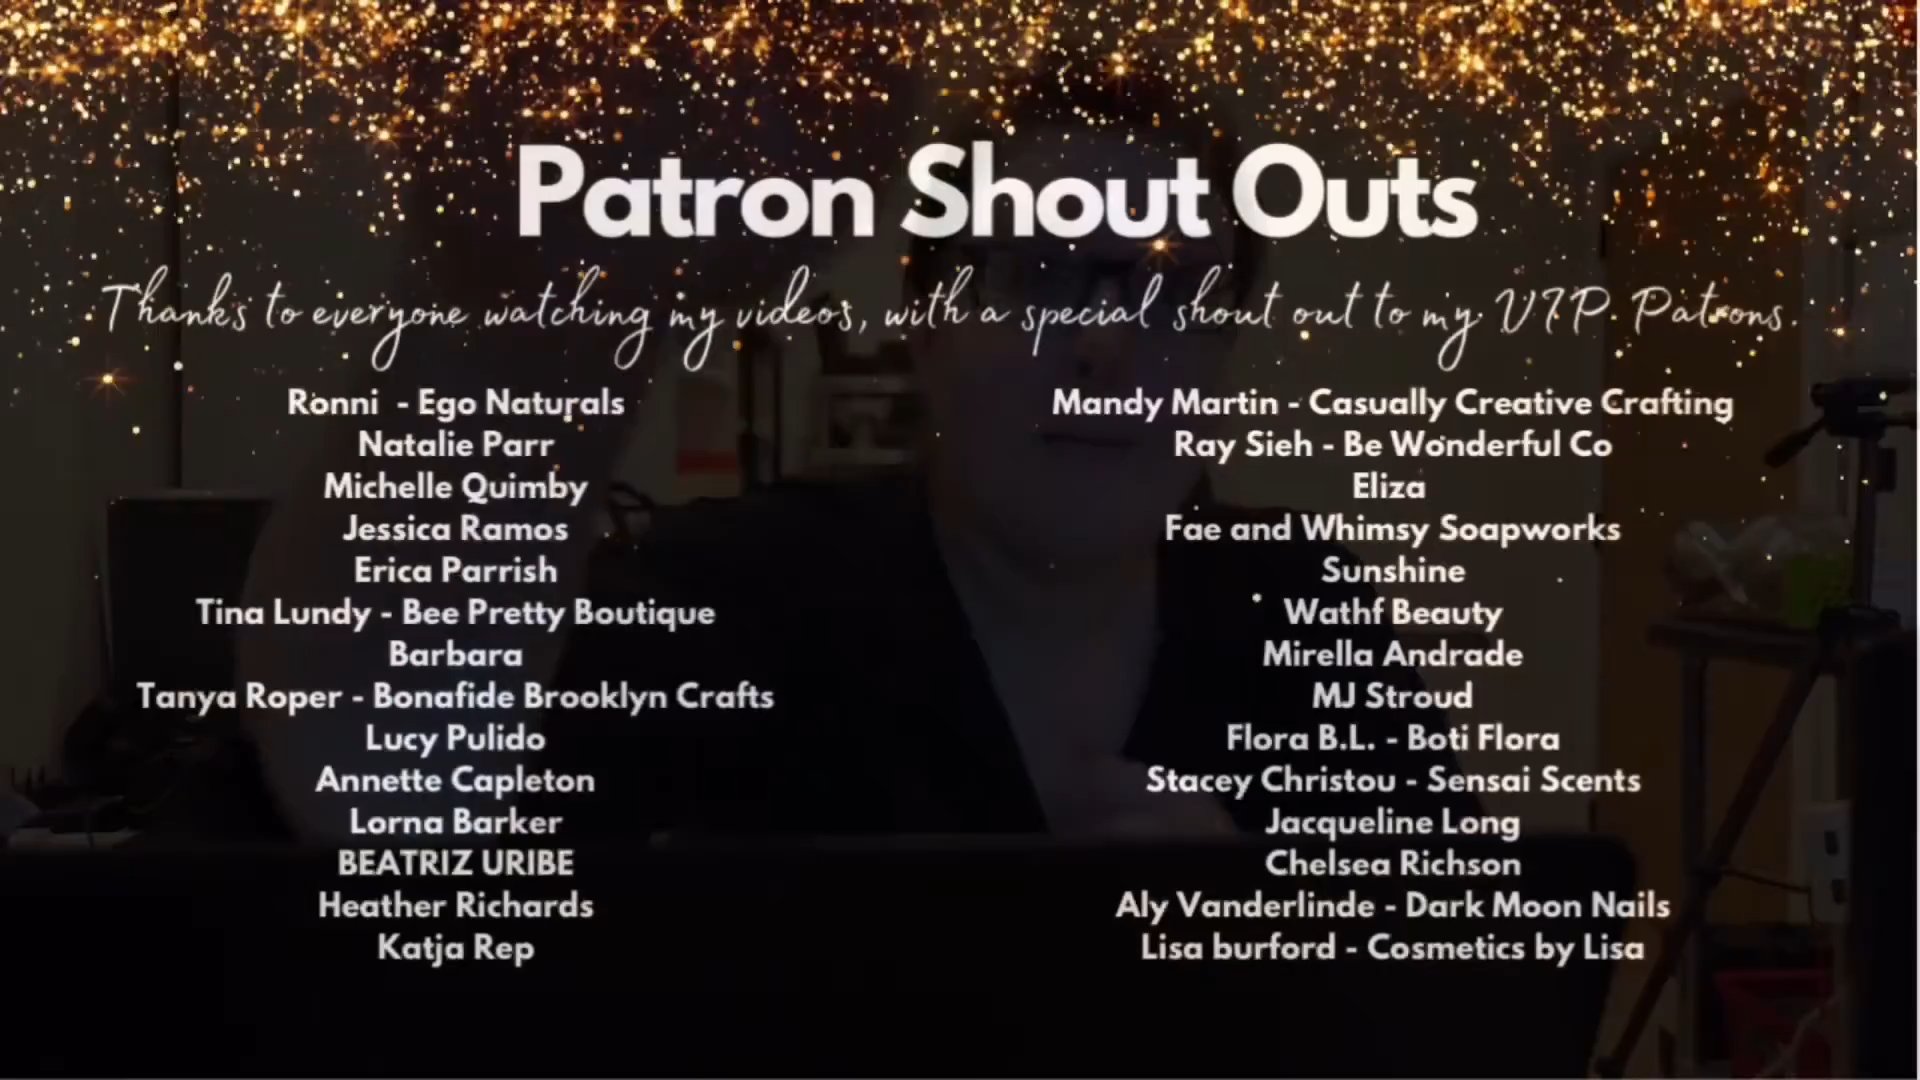 Patron Shout Outs
Thanks to everyone watching my videos, with a special shout out to my VIP Patrons.
Ronni - Ego Naturals
Natalie Parr
Michelle Quimby
Jessica Ramos
Erica Parrish
Tina Lundy - Bee Pretty Boutique
Barbara
Tanya Roper - Bonafide Brooklyn Crafts
Lucy Pulido
Annette Capleton
Lorna Barker
BEATRIZ URIBE
Heather Richards
Katja Rep
Mandy Martin - Casually Creative Crafting
Ray Sieh - Be Wonderful Co
Eliza
Fae and Whimsy Soapworks
Sunshine
Wathf Beauty
Mirella Andrade
MJ Stroud
Flora B.L. - Boti Flora
Stacey Christou - Sensai Scents
Jacqueline Long
Chelsea Richson
Aly Vanderlinde - Dark Moon Nails
Lisa burford - Cosmetics by Lisa